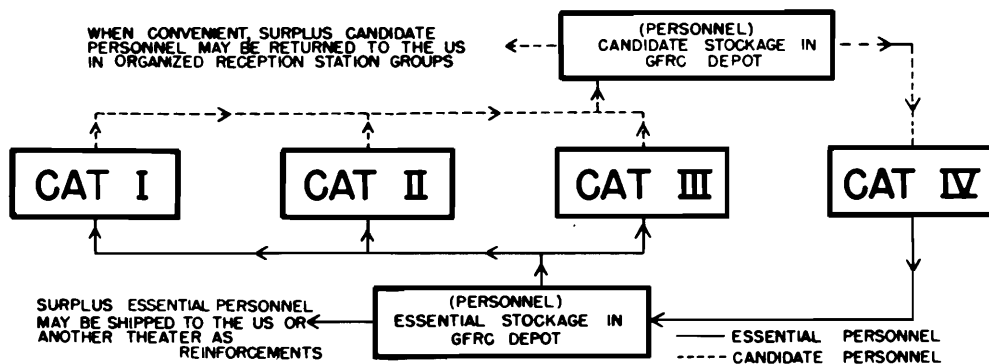 WHEN CONVENIENT, SURPLUS CANDIDATE
PERSONNEL MAY BE RETURNED TO THE US
IN ORGANIZED RECEPTION STATION GROUPS
(PERSONNEL)
CANDIDATE STOCKAGE IN
GFRC DEPOT
CAT I
CAT II
CAT III
CAT IV
SURPLUS ESSENTIAL PERSONNEL
MAY BE SHIPPED TO THE US OR
ANOTHER THEATER AS
REINFORCEMENTS
(PERSONNEL)
ESSENTIAL STOCKAGE IN
GFRC DEPOT
ESSENTIAL PERSONNEL
CANDIDATE PERSONNEL